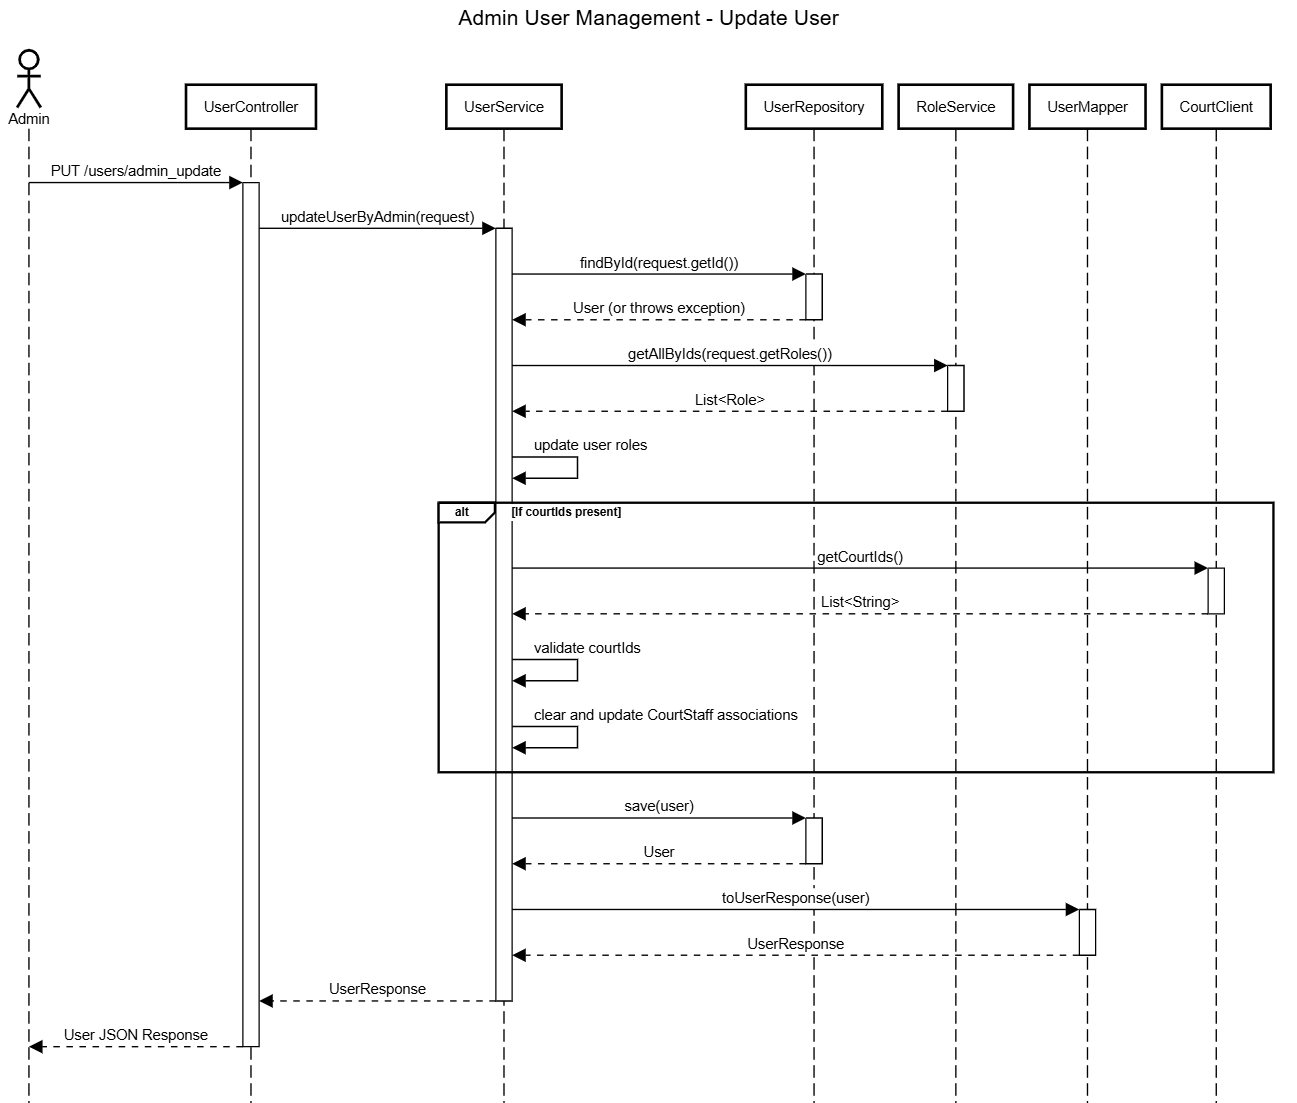 Admin User Management - Update User
Admin
UserController
UserService
UserRepository
RoleService
UserMapper
CourtClient
PUT /users/admin_update
updateUserByAdmin(request)
findById(request.getId())
User (or throws exception)
getAllByIds(request.getRoles())
List<Role>
update user roles
alt
[If courtIds present]
getCourtIds()
List<String>
validate courtIds
clear and update CourtStaff associations
save(user)
User
toUserResponse(user)
UserResponse
UserResponse
User JSON Response